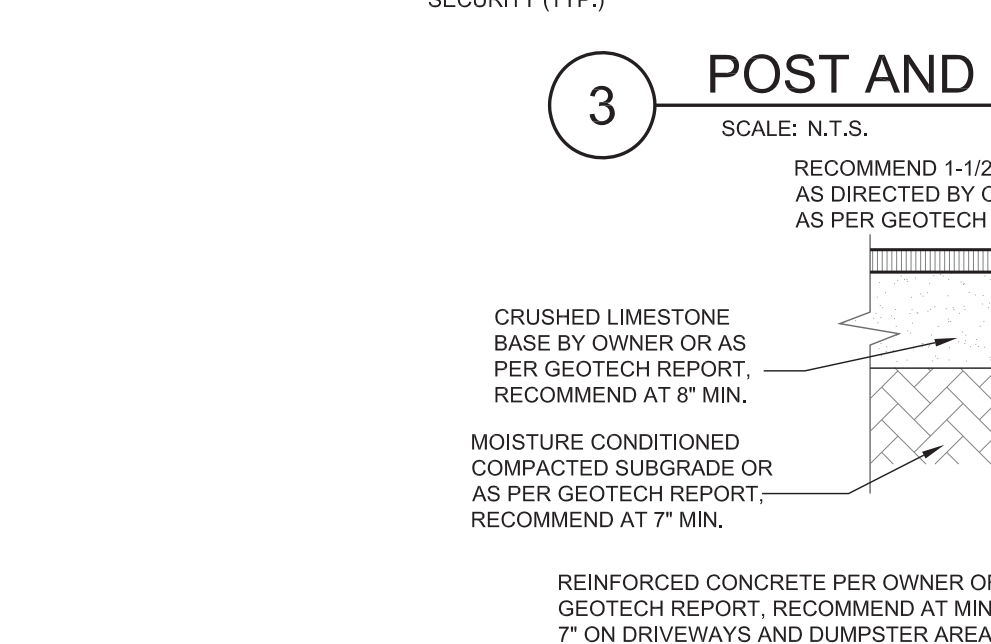 SECURITY (TYP.)
3
POST AND
SCALE: N.T.S.
RECOMMEND 1-1/2
AS DIRECTED BY
AS PER GEOTECH
CRUSHED LIMESTONE
BASE BY OWNER OR AS
PER GEOTECH REPORT,
RECOMMEND AT 8" MIN.
MOISTURE CONDITIONED
COMPACTED SUBGRADE OR
AS PER GEOTECH REPORT,
RECOMMEND AT 7" MIN.
REINFORCED CONCRETE PER OWNER OR
GEOTECH REPORT, RECOMMEND AT MIN
7" ON DRIVEWAYS AND DUMPSTER AREA